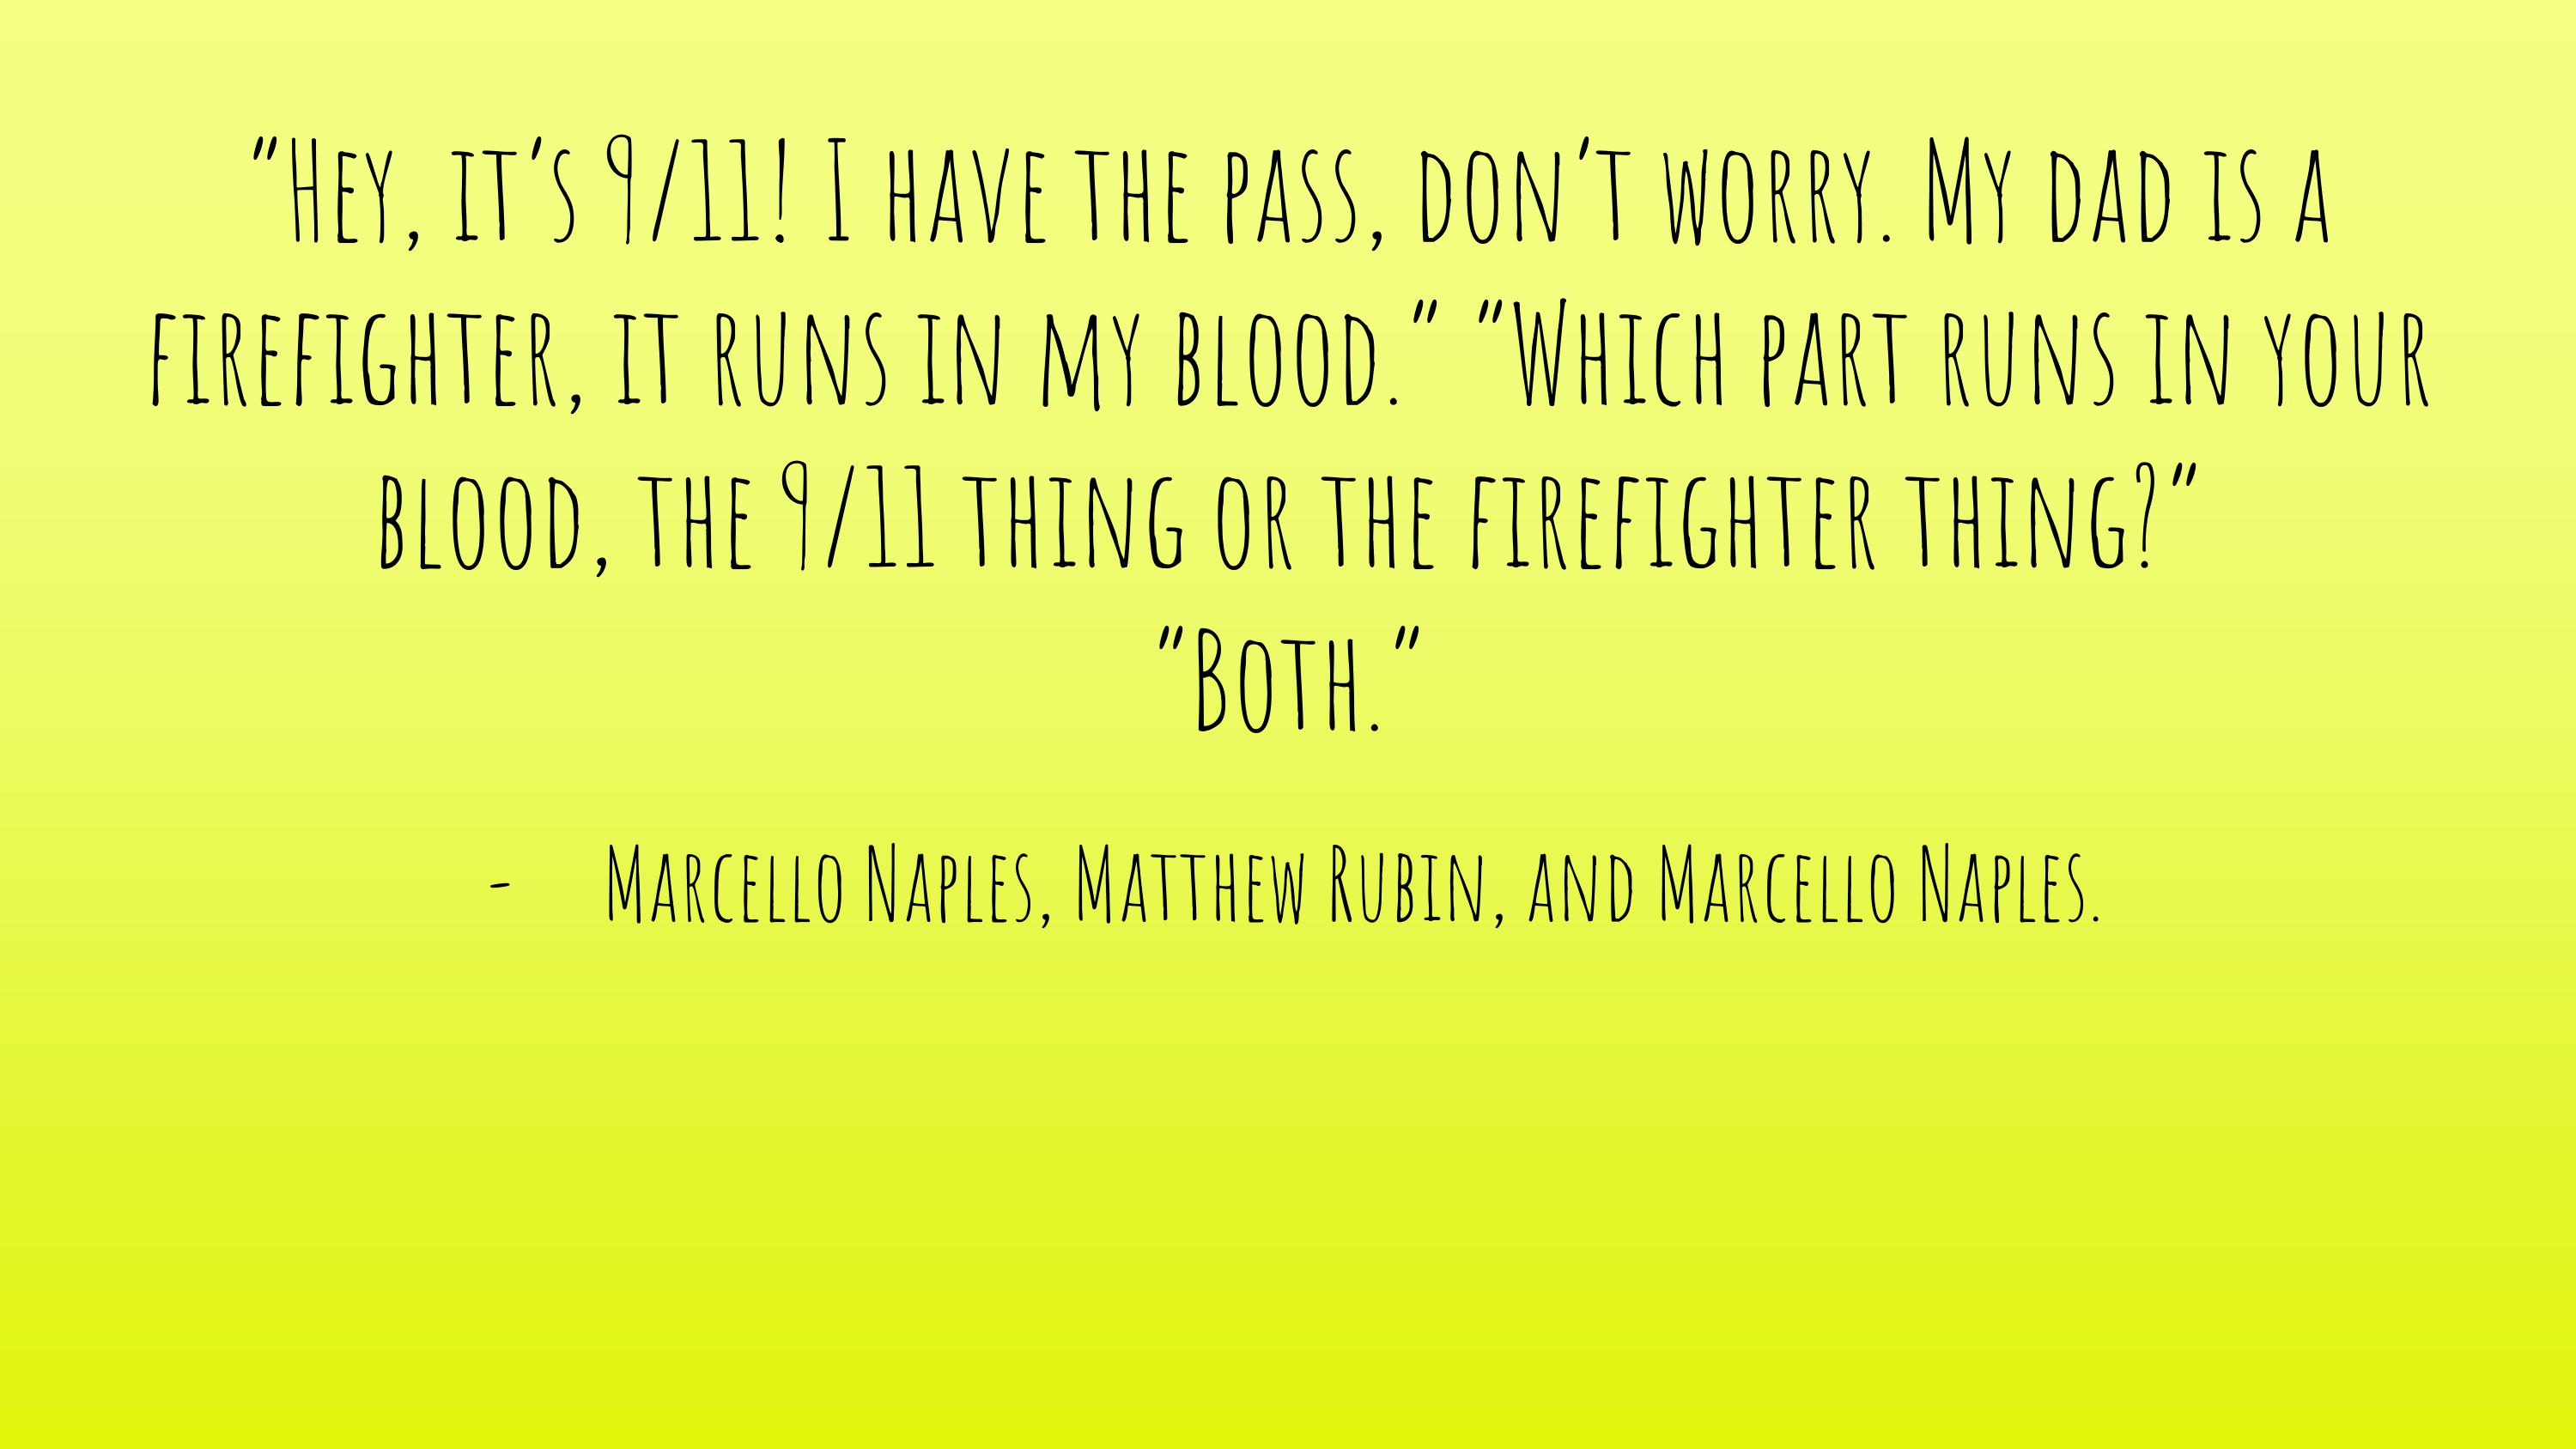 "Hey, it's 9/11! I have the pass, don't worry. My dad is a
firefighter, it runs in my blood." "Which part runs in your
blood, the 9/11 thing or the firefighter thing?"
"Both."
- Marcello Naples, Matthew Rubin, and Marcello Naples.